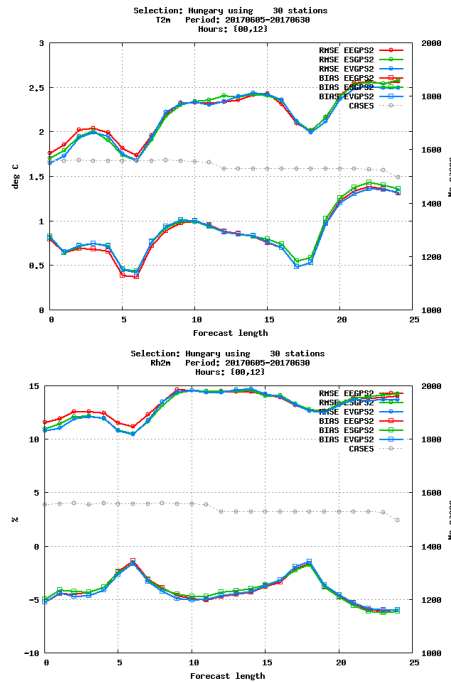 Selection: Hungary using    30 stations
T2m   Period: 20170605-20170630
Hours: {00,12}
3
2.5
2
1.5
1
0.5
0
deg C
2000
1800
1600
1400
1200
1000
RMSE EEGPS2
RMSE ESGPS2
RMSE EVGPS2
BIAS EEGPS2
BIAS ESGPS2
BIAS EVGPS2
CASES
0 5 10 15 20 25
Forecast length
Selection: Hungary using    30 stations
Rh2m   Period: 20170605-20170630
Hours: {00,12}
15
10
5
0
-5
-10
%
2000
1800
1600
1400
1200
1000
RMSE EEGPS2
RMSE ESGPS2
RMSE EVGPS2
BIAS EEGPS2
BIAS ESGPS2
BIAS EVGPS2
CASES
0 5 10 15 20 25
Forecast length